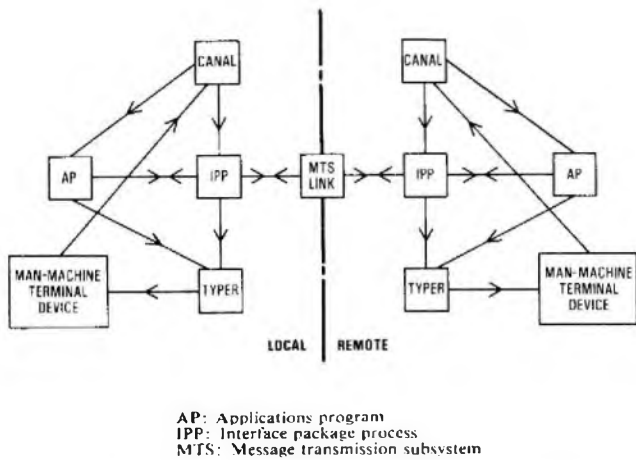 CANAL
CANAL
AP
IPP
MTS
LINK
IPP
AP
MAN-MACHINE
TERMINAL
DEVICE
TYPER
TYPER
MAN-MACHINE
TERMINAL
DEVICE
LOCAL
REMOTE
AP: Applications program
IPP: Interface package process
MTS: Message transmission subsystem